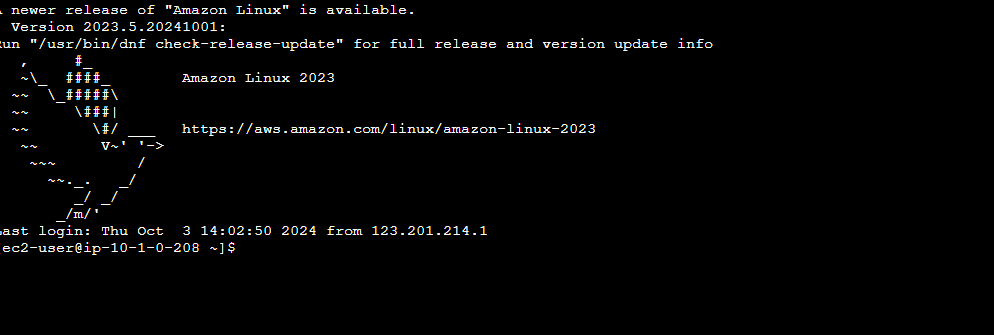 A newer release of "Amazon Linux" is available.
  Version 2023.5.20241001:
Run "/usr/bin/dnf check-release-update" for full release and version update info
   ,     #_
   ~\_  ####_        Amazon Linux 2023
  ~~  \_#####\
  ~~     \###|
  ~~       \#/ ___   https://aws.amazon.com/linux/amazon-linux-2023
   ~~       V~' '->
    ~~~         /
      ~~._.   _/
         _/ _/
       _/m/'
Last login: Thu Oct  3 14:02:50 2024 from 123.201.214.1
ec2-user@ip-10-1-0-208 ~]$